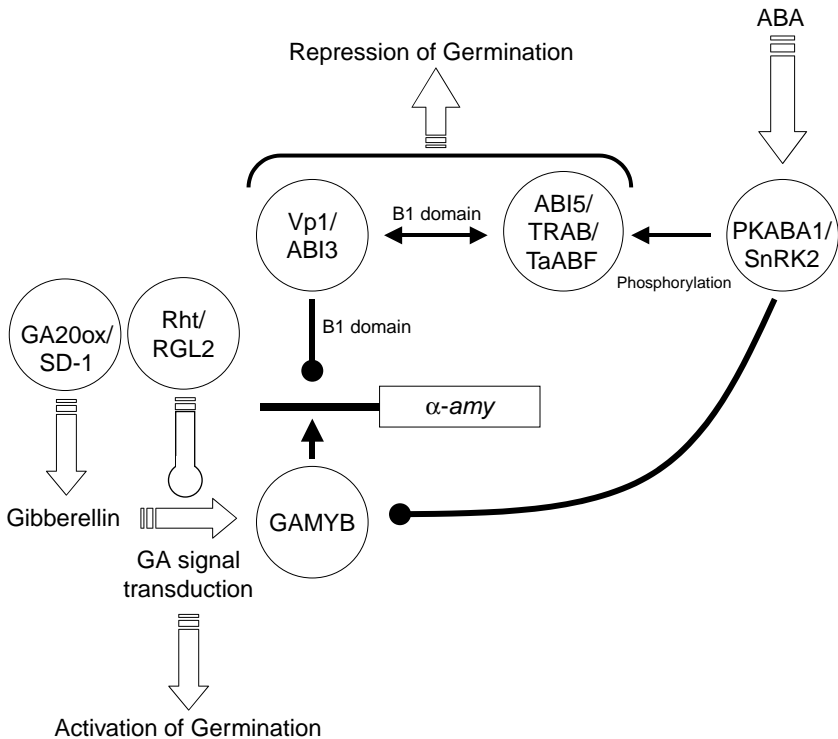 ABA
Repression of Germination
Vp1/
ABI3
B1 domain
ABI5/
TRAB/
TaABF
PKABA1/
SnRK2
Phosphorylation
GA20ox/
SD-1
Rht/
RGL2
B1 domain
α-amy
Gibberellin
GAMYB
GA signal
transduction
Activation of Germination